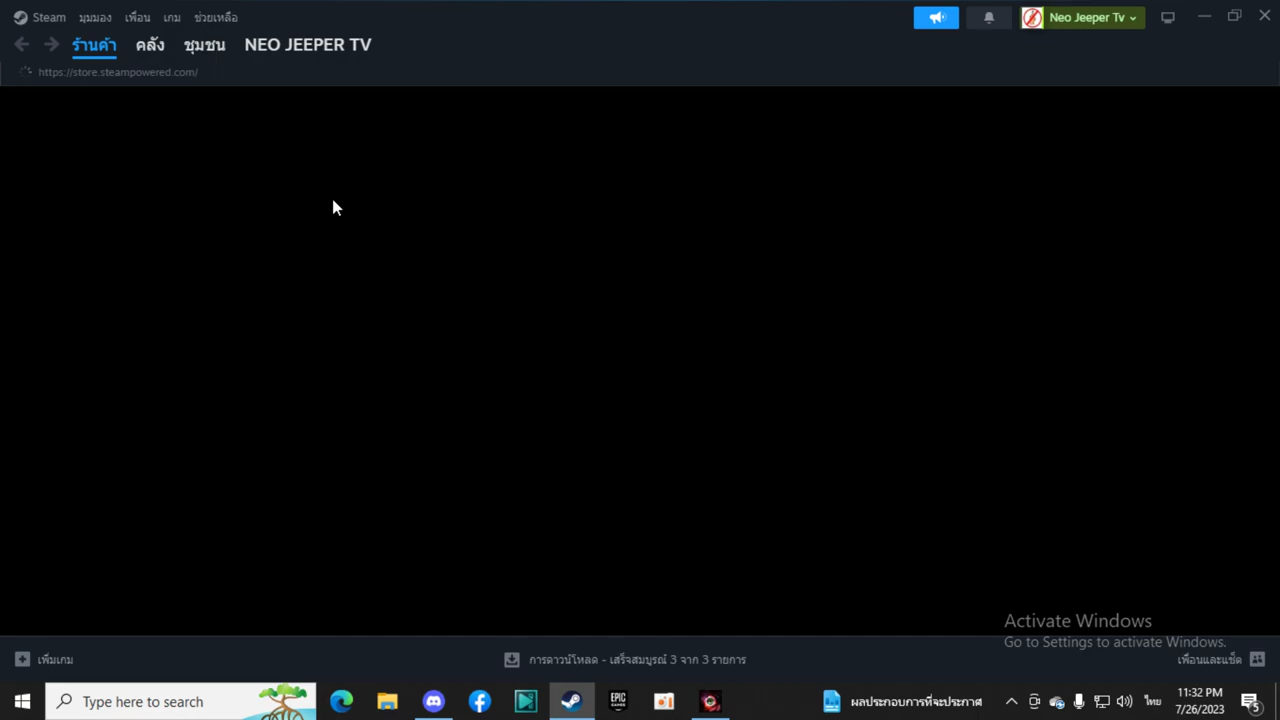 Steam มุมมอง เพื่อน เกม ช่วยเหลือ Neo Jeeper Tv
ร้านค้า คลัง ชุมชน NEO JEEPER TV
https://store.steampowered.com/
Activate Windows
Go to Settings to activate Windows.
เพิ่มเกม การดาวน์โหลด - เสร็จสมบูรณ์ 3 จาก 3 รายการ เพื่อนและแช็ต
Type here to search EPIC GAMES ผลประกอบการที่จะประกาศ ไทย 11:32 PM
7/26/2023 5